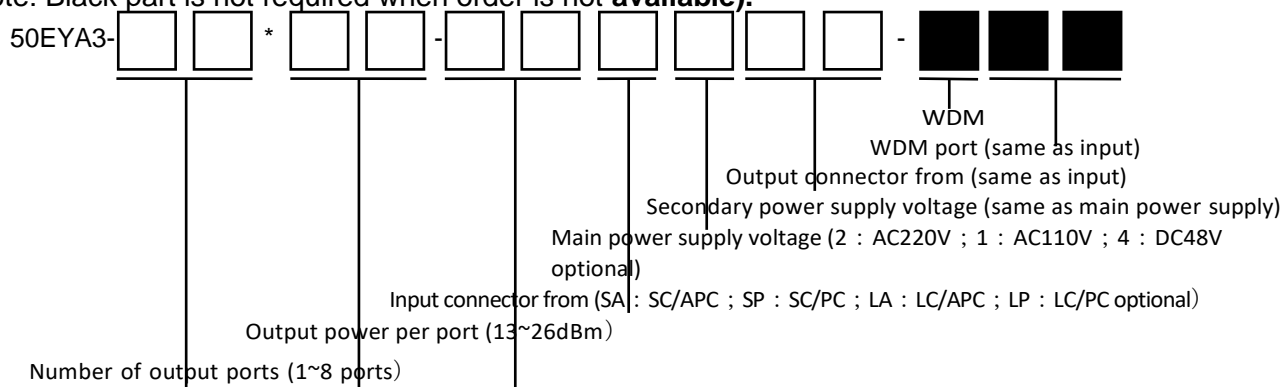 ote: Black part is not required when order is not available).
50EYA3- * - -
WDM
WDM port (same as input)
Output connector from (same as input)
Secondary power supply voltage (same as main power supply)
Main power supply voltage (2：AC220V；1：AC110V；4：DC48V
optional)
Input connector from (SA：SC/APC；SP：SC/PC；LA：LC/APC；LP：LC/PC optional）
Output power per port (13~26dBm）
Number of output ports (1~8 ports）